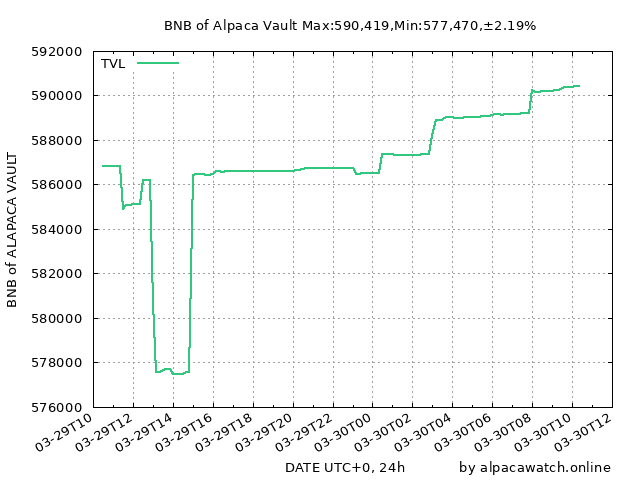 BNB of Alpaca Vault Max:590,419,Min:577,470,±2.19%
TVL
592000
590000
588000
586000
584000
582000
580000
578000
576000
BNB of ALAPACA VAULT
03-29T10
03-29T12
03-29T14
03-29T16
03-29T18
03-29T20
03-29T22
03-30T00
03-30T02
03-30T04
03-30T06
03-30T08
03-30T10
03-30T12
DATE UTC+0, 24h
by alpacawatch.online